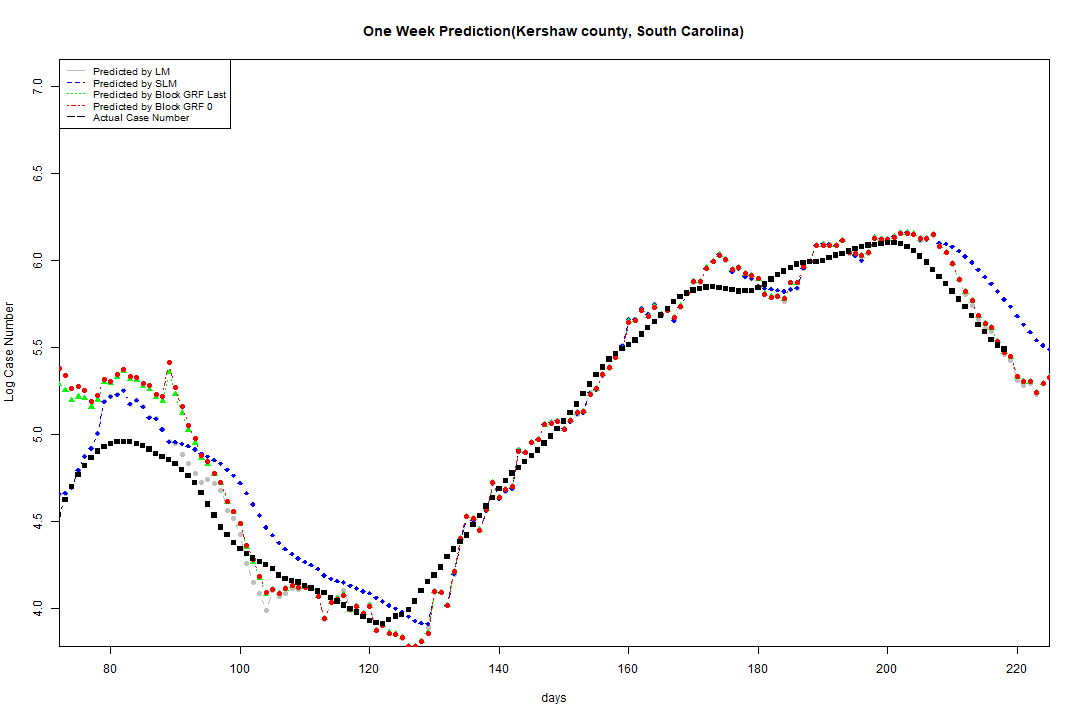 One Week Prediction(Kershaw county, South Carolina)
Predicted by LM
Predicted by SLM
Predicted by Block GRF Last
Predicted by Block GRF 0
Actual Case Number
7.0
6.5
6.0
5.5
5.0
4.5
4.0
Log Case Number
80 100 120 140 160 180 200 220
days